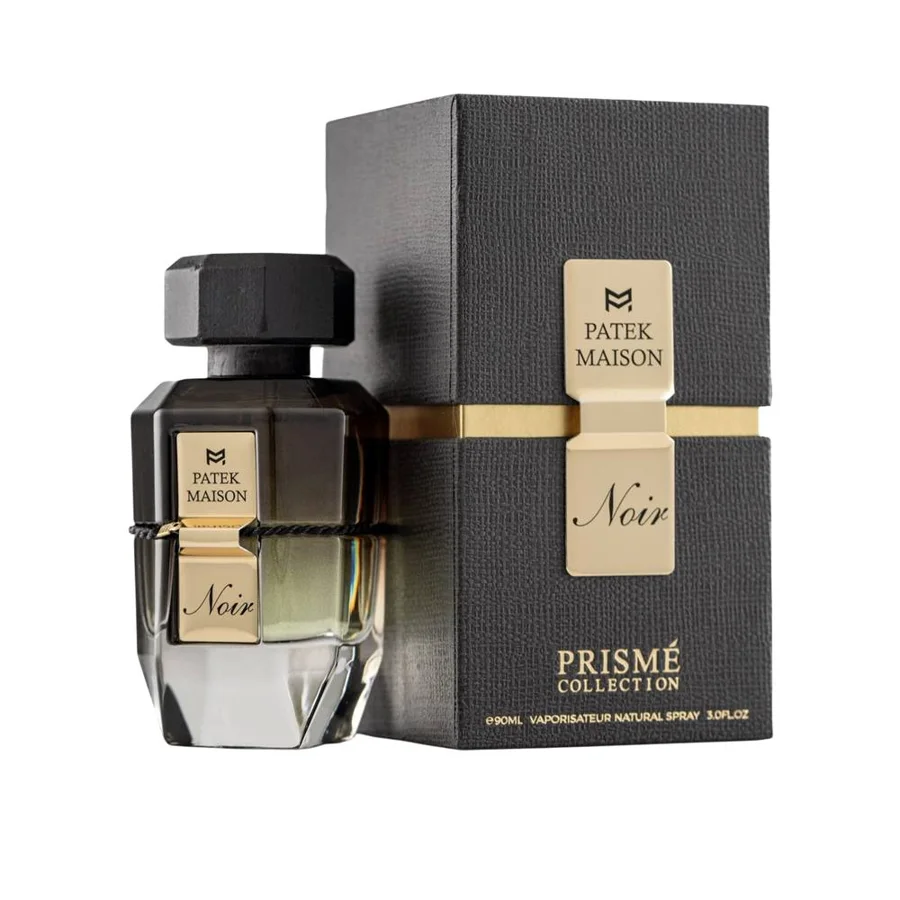 PATEK
MAISON
Noir
PATEK
MAISON
Noir
PRISMÉ
COLLECTION
℮90ML VAPORISATEUR NATURAL SPRAY 3.0FL.OZ